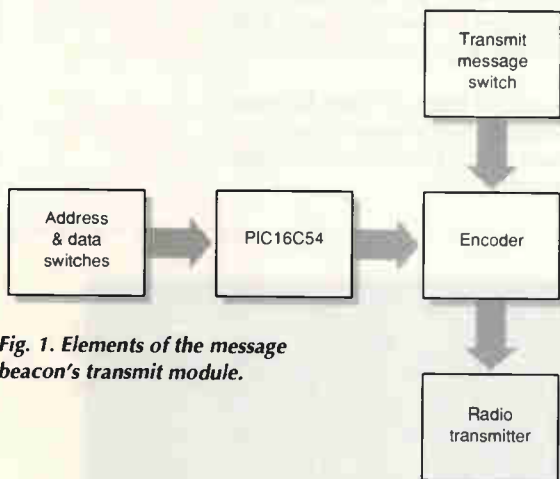 Transmit
message
switch
Address
& data
switches
PIC16C54
Encoder
Fig. 1. Elements of the message
beacon's transmit module.
Radio
transmitter